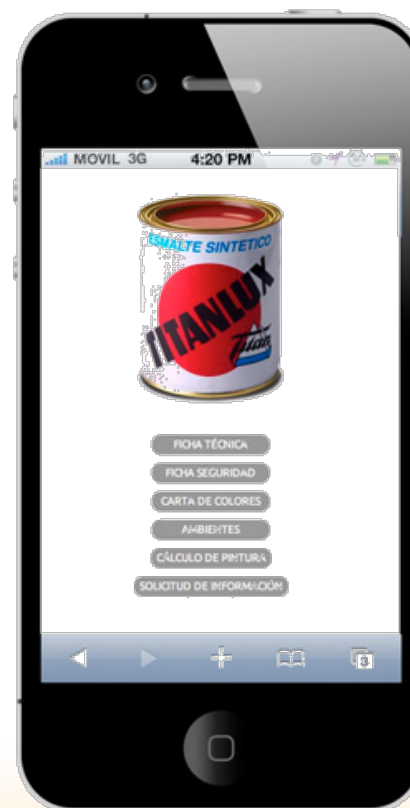 MOVIL 3G 4:20 PM
ESMALTE SINTETICO
TITANLUX
Titan
FICHA TÉCNICA
FICHA SEGURIDAD
CARTA DE COLORES
AMBIENTES
CÁLCULO DE PINTURA
SOLICITUD DE INFORMACIÓN
3